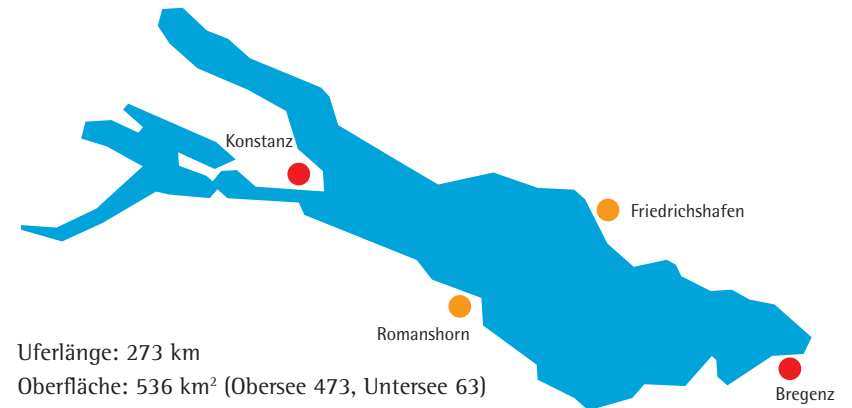 Konstanz
Friedrichshafen
Romanshorn
Uferlänge: 273 km
Oberfläche: 536 km² (Obersee 473, Untersee 63)
Bregenz